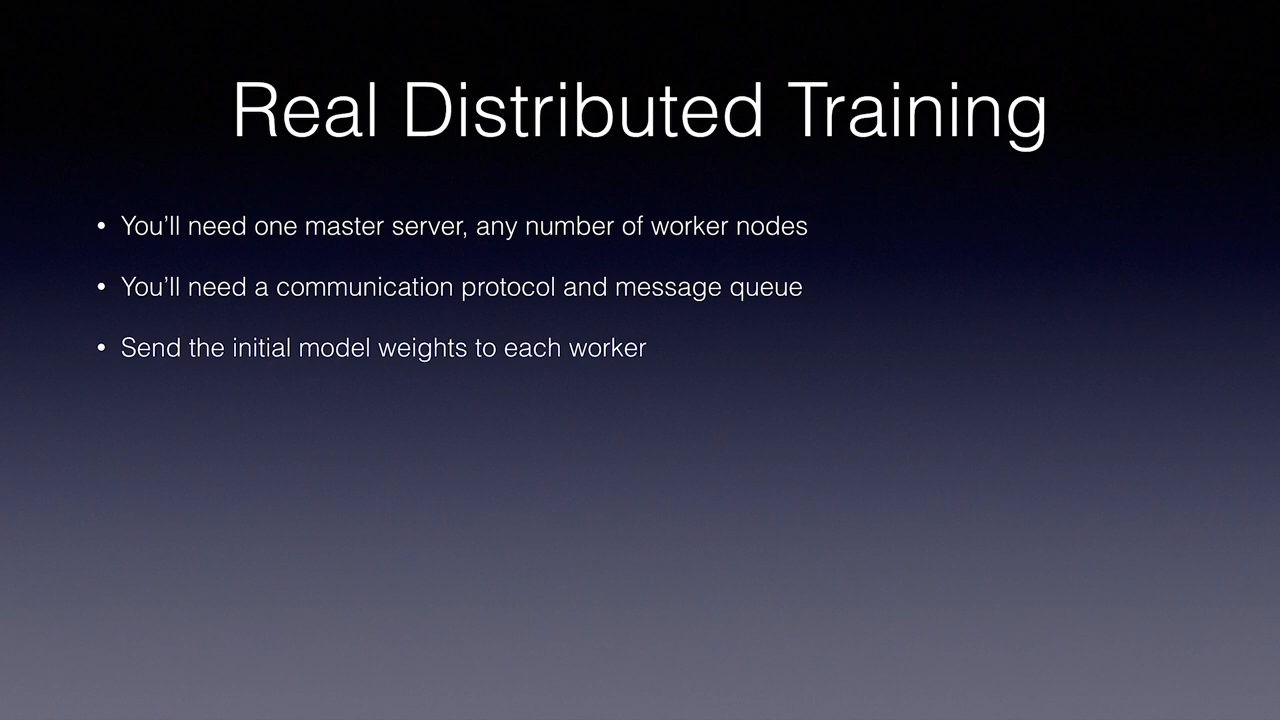 Real Distributed Training
• You’ll need one master server, any number of worker nodes
• You’ll need a communication protocol and message queue
• Send the initial model weights to each worker